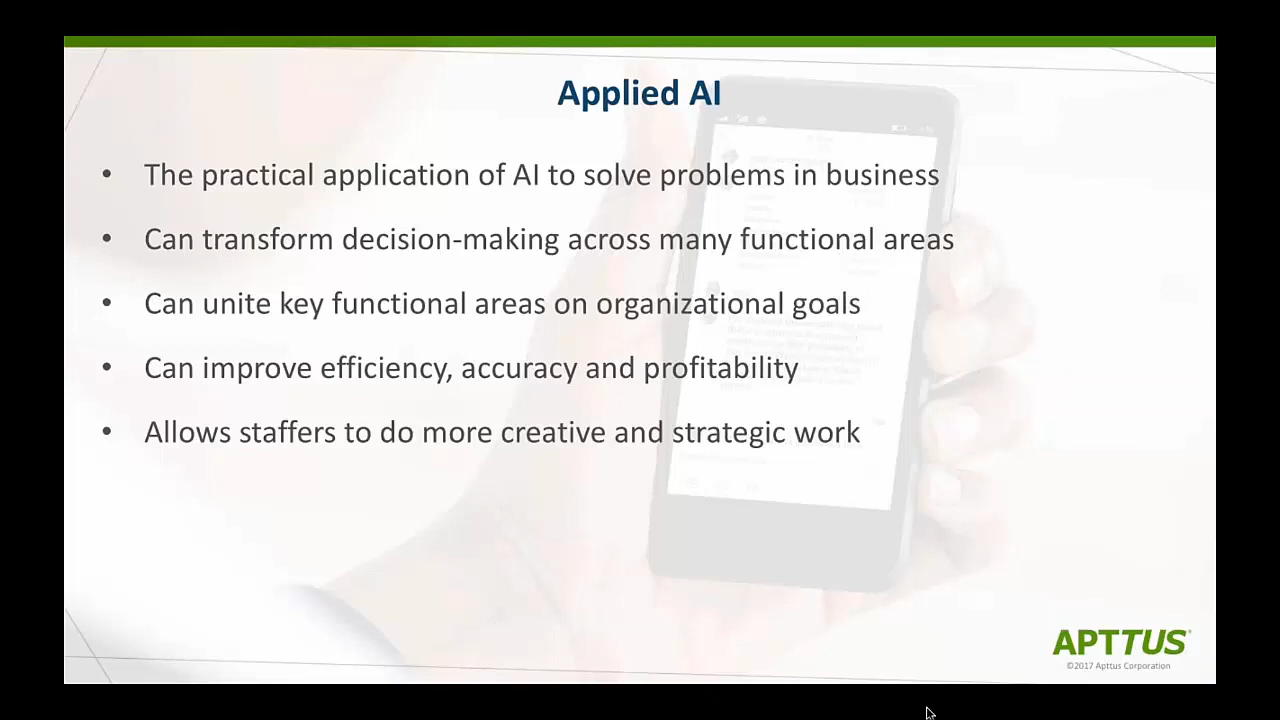 Applied AI
• The practical application of AI to solve problems in business
• Can transform decision-making across many functional areas
• Can unite key functional areas on organizational goals
• Can improve efficiency, accuracy and profitability
• Allows staffers to do more creative and strategic work
APTTUS®
©2017 Apttus Corporation